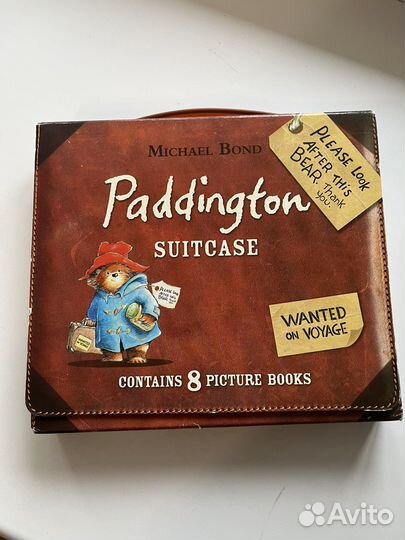 MICHAEL BOND
Paddington
SUITCASE
PLEASE LOOK
AFTER THIS
BEAR. Thank
you.
WANTED
ON VOYAGE
CONTAINS 8 PICTURE BOOKS
Avito